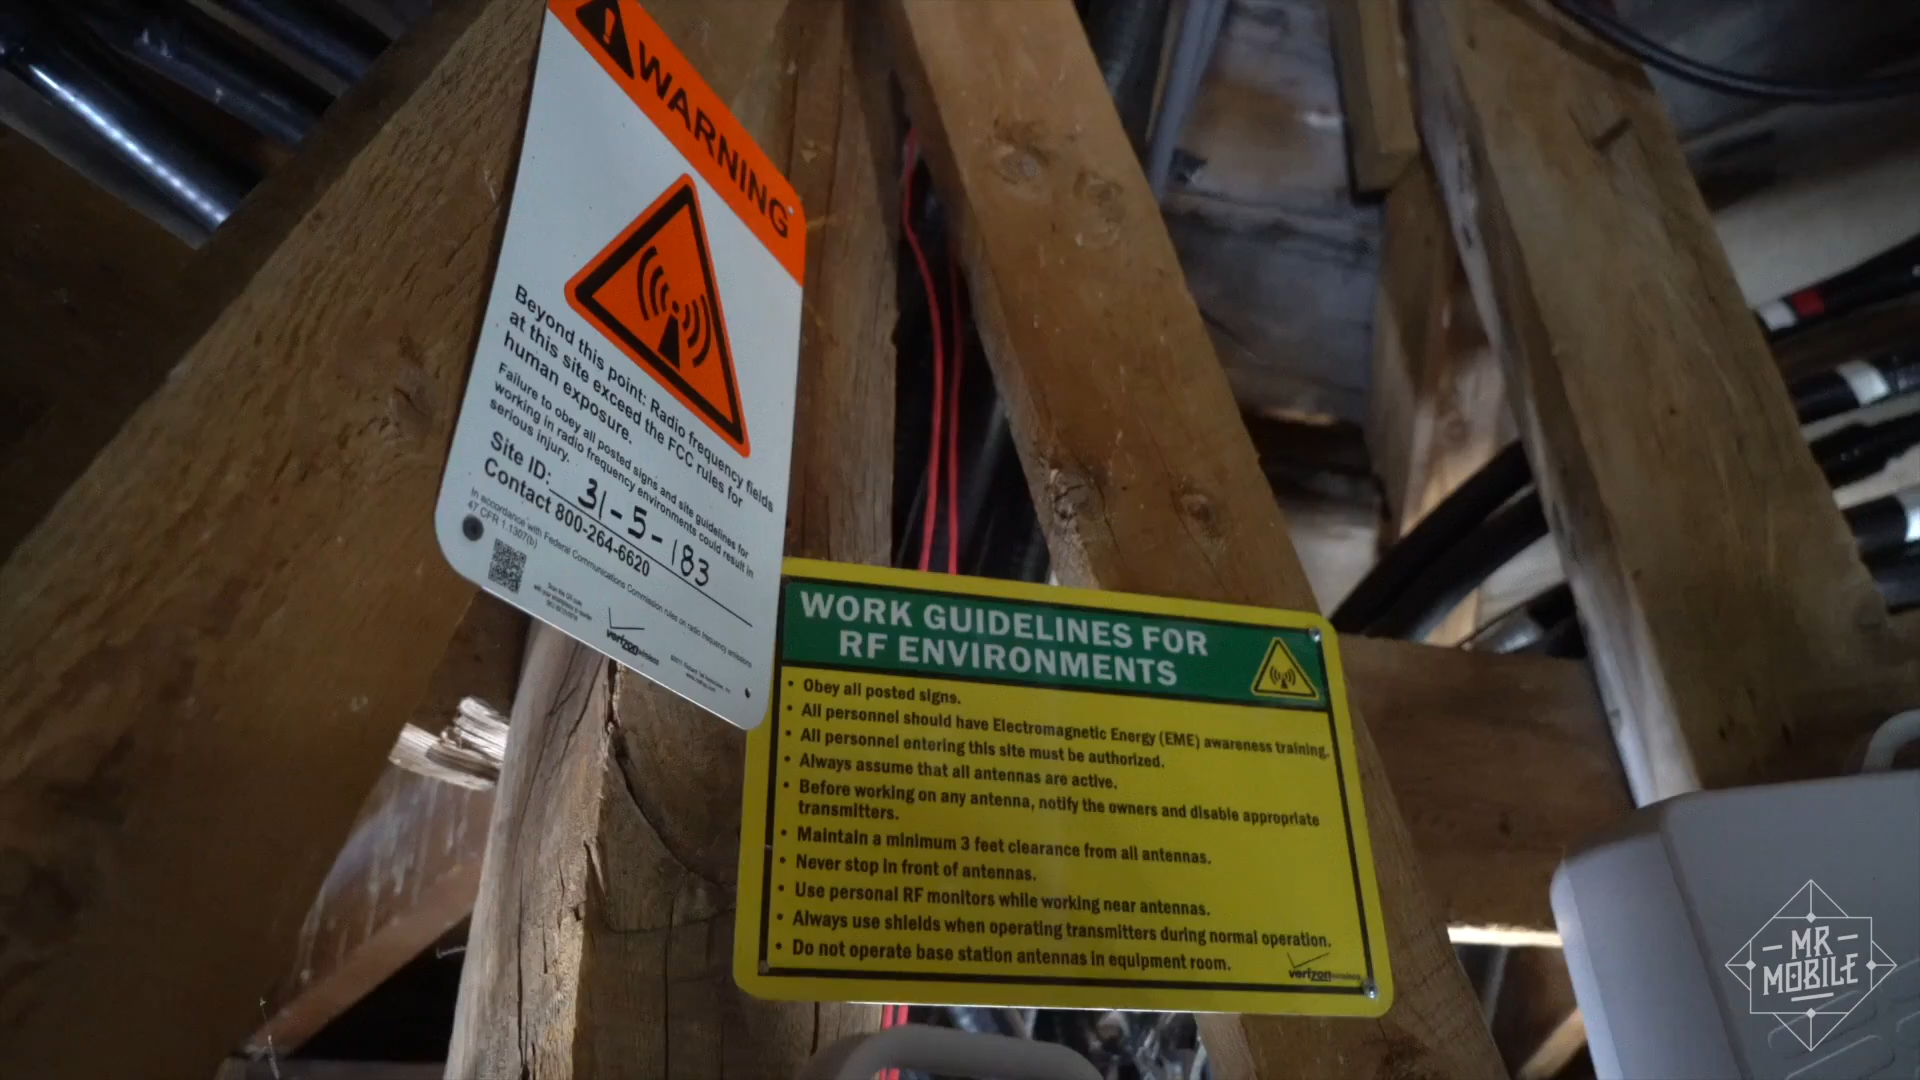 WARNING
Beyond this point: Radio frequency fields
at this site exceed the FCC rules for
human exposure.
Failure to obey all posted signs and site guidelines for
working in radio frequency environments could result in
serious injury.
Site ID: 31-5-183
Contact 800-264-6620
In accordance with Federal Communications Commission rules on radio frequency emissions
47 CFR 1.1307(b)
verizon wireless
WORK GUIDELINES FOR
RF ENVIRONMENTS
• Obey all posted signs.
• All personnel should have Electromagnetic Energy (EME) awareness training.
• All personnel entering this site must be authorized.
• Always assume that all antennas are active.
• Before working on any antenna, notify the owners and disable appropriate
transmitters.
• Maintain a minimum 3 feet clearance from all antennas.
• Never stop in front of antennas.
• Use personal RF monitors while working near antennas.
• Always use shields when operating transmitters during normal operation.
• Do not operate base station antennas in equipment room.
verizon wireless
MR
MOBILE